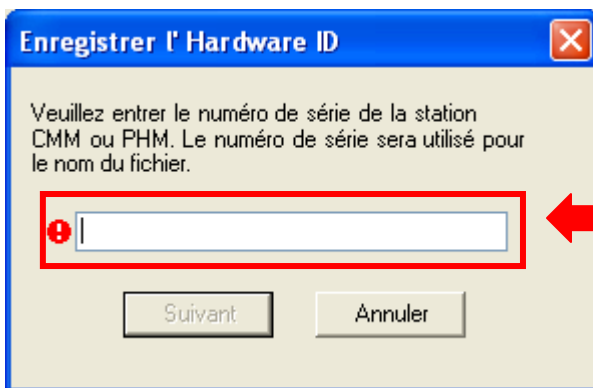 Enregistrer l' Hardware ID
Veuillez entrer le numéro de série de la station
CMM ou PHM. Le numéro de série sera utilisé pour
le nom du fichier.
Suivant
Annuler